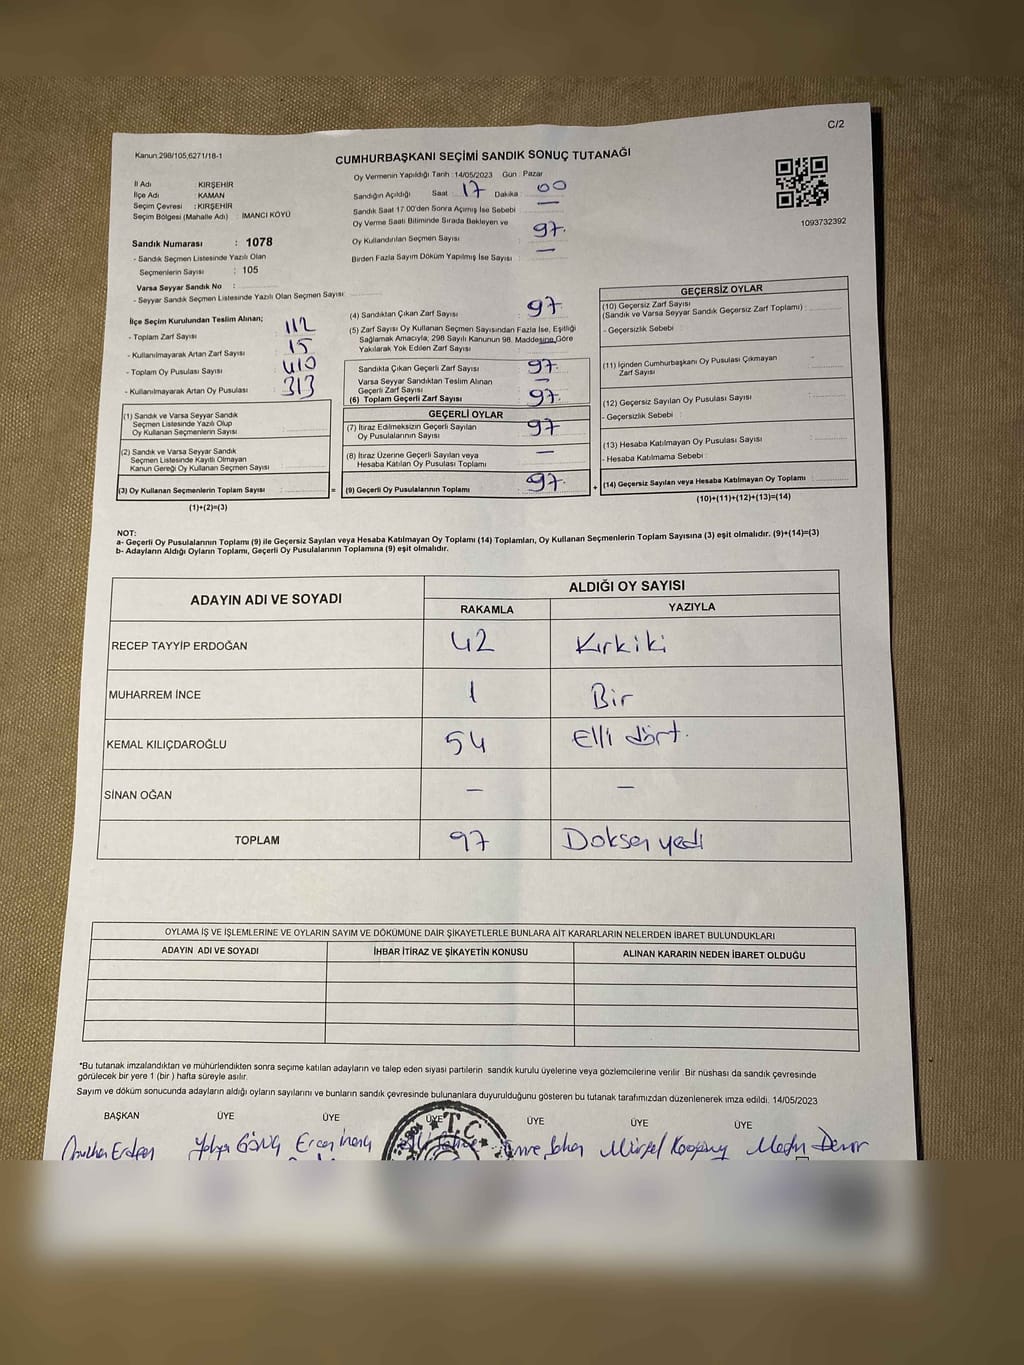 C/2
Kanun:298/105,6271/18-1
CUMHURBAŞKANI SEÇİMİ SANDIK SONUÇ TUTANAĞI
Oy Vermenin Yapıldığı Tarih :14/05/2023 Gün : Pazar
İl Adı : KIRŞEHİR
İlçe Adı : KAMAN
Seçim Çevresi : KIRŞEHİR
Seçim Bölgesi (Mahalle Adı) : İMANCI KÖYÜ
Sandığın Açıldığı Saat 17 Dakika 00
Sandık Saat 17:00'den Sonra Açımış İse Sebebi —
Oy Verme Saati Bitiminde Sırada Bekleyen ve
Oy Kullandırılan Seçmen Sayısı 97.
Birden Fazla Sayım Döküm Yapılmış İse Sayısı : —
1093732392
Sandık Numarası : 1078
- Sandık Seçmen Listesinde Yazılı Olan
Seçmenlerin Sayısı : 105
Varsa Seyyar Sandık No :
- Seyyar Sandık Seçmen Listesinde Yazılı Olan Seçmen Sayısı:
İlçe Seçim Kurulundan Teslim Alınan;
- Toplam Zarf Sayısı : 112
- Kullanılmayarak Artan Zarf Sayısı : 15
- Toplam Oy Pusulası Sayısı : 410
- Kullanılmayarak Artan Oy Pusulası : 313
(1) Sandık ve Varsa Seyyar Sandık
Seçmen Listesinde Yazılı Olup
Oy Kullanan Seçmenlerin Sayısı :
(2) Sandık ve Varsa Seyyar Sandık
Seçmen Listesinde Kayıtlı Olmayan
Kanun Gereği Oy Kullanan Seçmen Sayısı :
(3) Oy Kullanan Seçmenlerin Toplam Sayısı : =
(1)+(2)=(3)
(4) Sandıktan Çıkan Zarf Sayısı : 97.
(5) Zarf Sayısı Oy Kullanan Seçmen Sayısından Fazla İse, Eşitliği
Sağlamak Amacıyla, 298 Sayılı Kanunun 98. Maddesine Göre
Yakılarak Yok Edilen Zarf Sayısı :
Sandıkta Çıkan Geçerli Zarf Sayısı : 97.
Varsa Seyyar Sandıktan Teslim Alınan
Geçerli Zarf Sayısı : —
(6) Toplam Geçerli Zarf Sayısı : 97.
GEÇERLİ OYLAR
(7) İtiraz Edilmeksizin Geçerli Sayılan
Oy Pusulalarının Sayısı : 97
(8) İtiraz Üzerine Geçerli Sayılan veya
Hesaba Katılan Oy Pusulası Toplamı : —
(9) Geçerli Oy Pusulalarının Toplamı : 97. +
GEÇERSİZ OYLAR
(10) Geçersiz Zarf Sayısı
(Sandık ve Varsa Seyyar Sandık Geçersiz Zarf Toplamı) :
- Geçersizlik Sebebi :
(11) İçinden Cumhurbaşkanı Oy Pusulası Çıkmayan
Zarf Sayısı :
(12) Geçersiz Sayılan Oy Pusulası Sayısı :
- Geçersizlik Sebebi :
(13) Hesaba Katılmayan Oy Pusulası Sayısı :
- Hesaba Katılmama Sebebi :
(14) Geçersiz Sayılan veya Hesaba Katılmayan Oy Toplamı :
(10)+(11)+(12)+(13)=(14)
NOT:
a- Geçerli Oy Pusulalarının Toplamı (9) ile Geçersiz Sayılan veya Hesaba Katılmayan Oy Toplamı (14) Toplamları, Oy Kullanan Seçmenlerin Toplam Sayısına (3) eşit olmalıdır. (9)+(14)=(3)
b- Adayların Aldığı Oyların Toplamı, Geçerli Oy Pusulalarının Toplamına (9) eşit olmalıdır.
ADAYIN ADI VE SOYADI
ALDIĞI OY SAYISI
RAKAMLA YAZIYLA
RECEP TAYYİP ERDOĞAN 42 Kırkiki
MUHARREM İNCE 1 Bir
KEMAL KILIÇDAROĞLU 54 Elli dört.
SİNAN OĞAN — —
TOPLAM 97 Doksan yedi
OYLAMA İŞ VE İŞLEMLERİNE VE OYLARIN SAYIM VE DÖKÜMÜNE DAİR ŞİKAYETLERLE BUNLARA AİT KARARLARIN NELERDEN İBARET BULUNDUKLARI
ADAYIN ADI VE SOYADI İHBAR İTİRAZ VE ŞİKAYETİN KONUSU ALINAN KARARIN NEDEN İBARET OLDUĞU
*Bu tutanak imzalandıktan ve mühürlendikten sonra seçime katılan adayların ve talep eden siyasi partilerin sandık kurulu üyelerine veya gözlemcilerine verilir. Bir nüshası da sandık çevresinde
görülecek bir yere 1 (bir ) hafta süreyle asılır.
Sayım ve döküm sonucunda adayların aldığı oyların sayılarını ve bunların sandık çevresinde bulunanlara duyurulduğunu gösteren bu tutanak tarafımızdan düzenlenerek imza edildi. 14/05/2023
BAŞKAN ÜYE ÜYE ÜYE ÜYE ÜYE ÜYE
T.C.